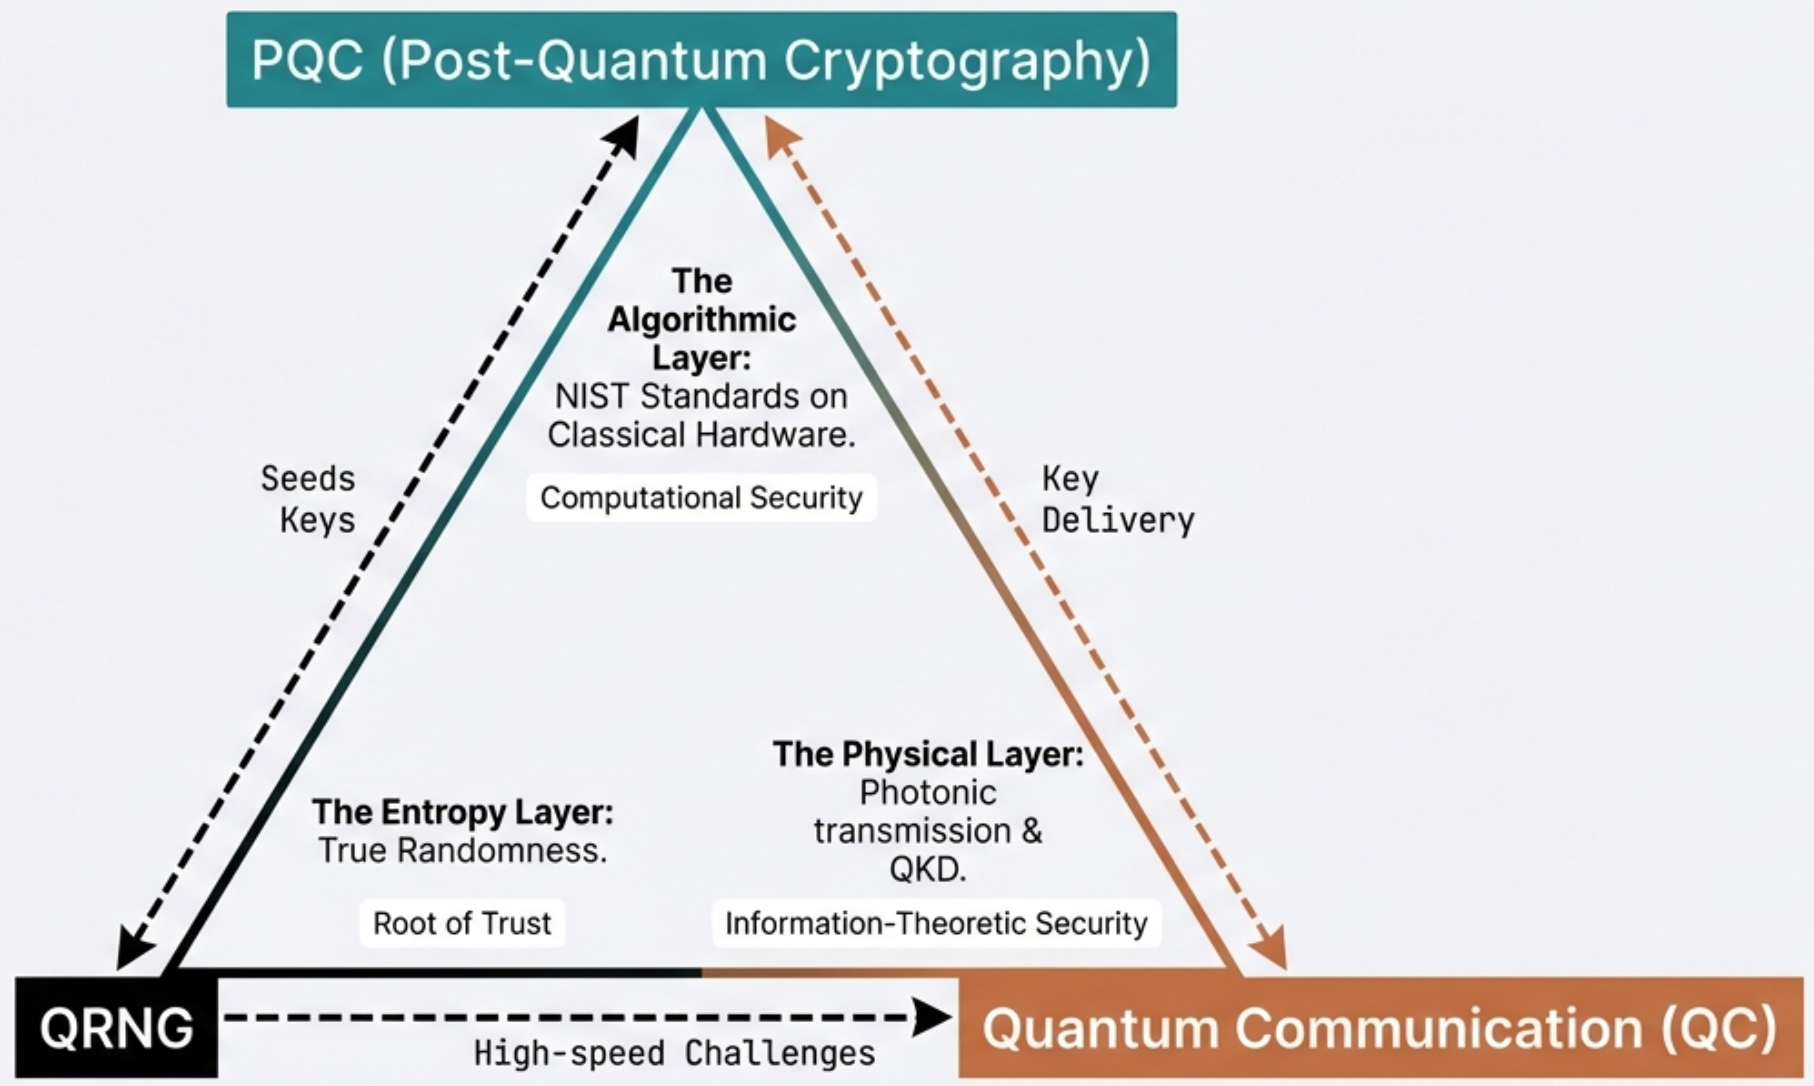 PQC (Post-Quantum Cryptography)
The
Algorithmic
Layer:
NIST Standards on
Classical Hardware.
Computational Security
Seeds
Keys
Key
Delivery
The Entropy Layer:
True Randomness.
Root of Trust
The Physical Layer:
Photonic
transmission &
QKD.
Information-Theoretic Security
QRNG
High-speed Challenges
Quantum Communication (QC)